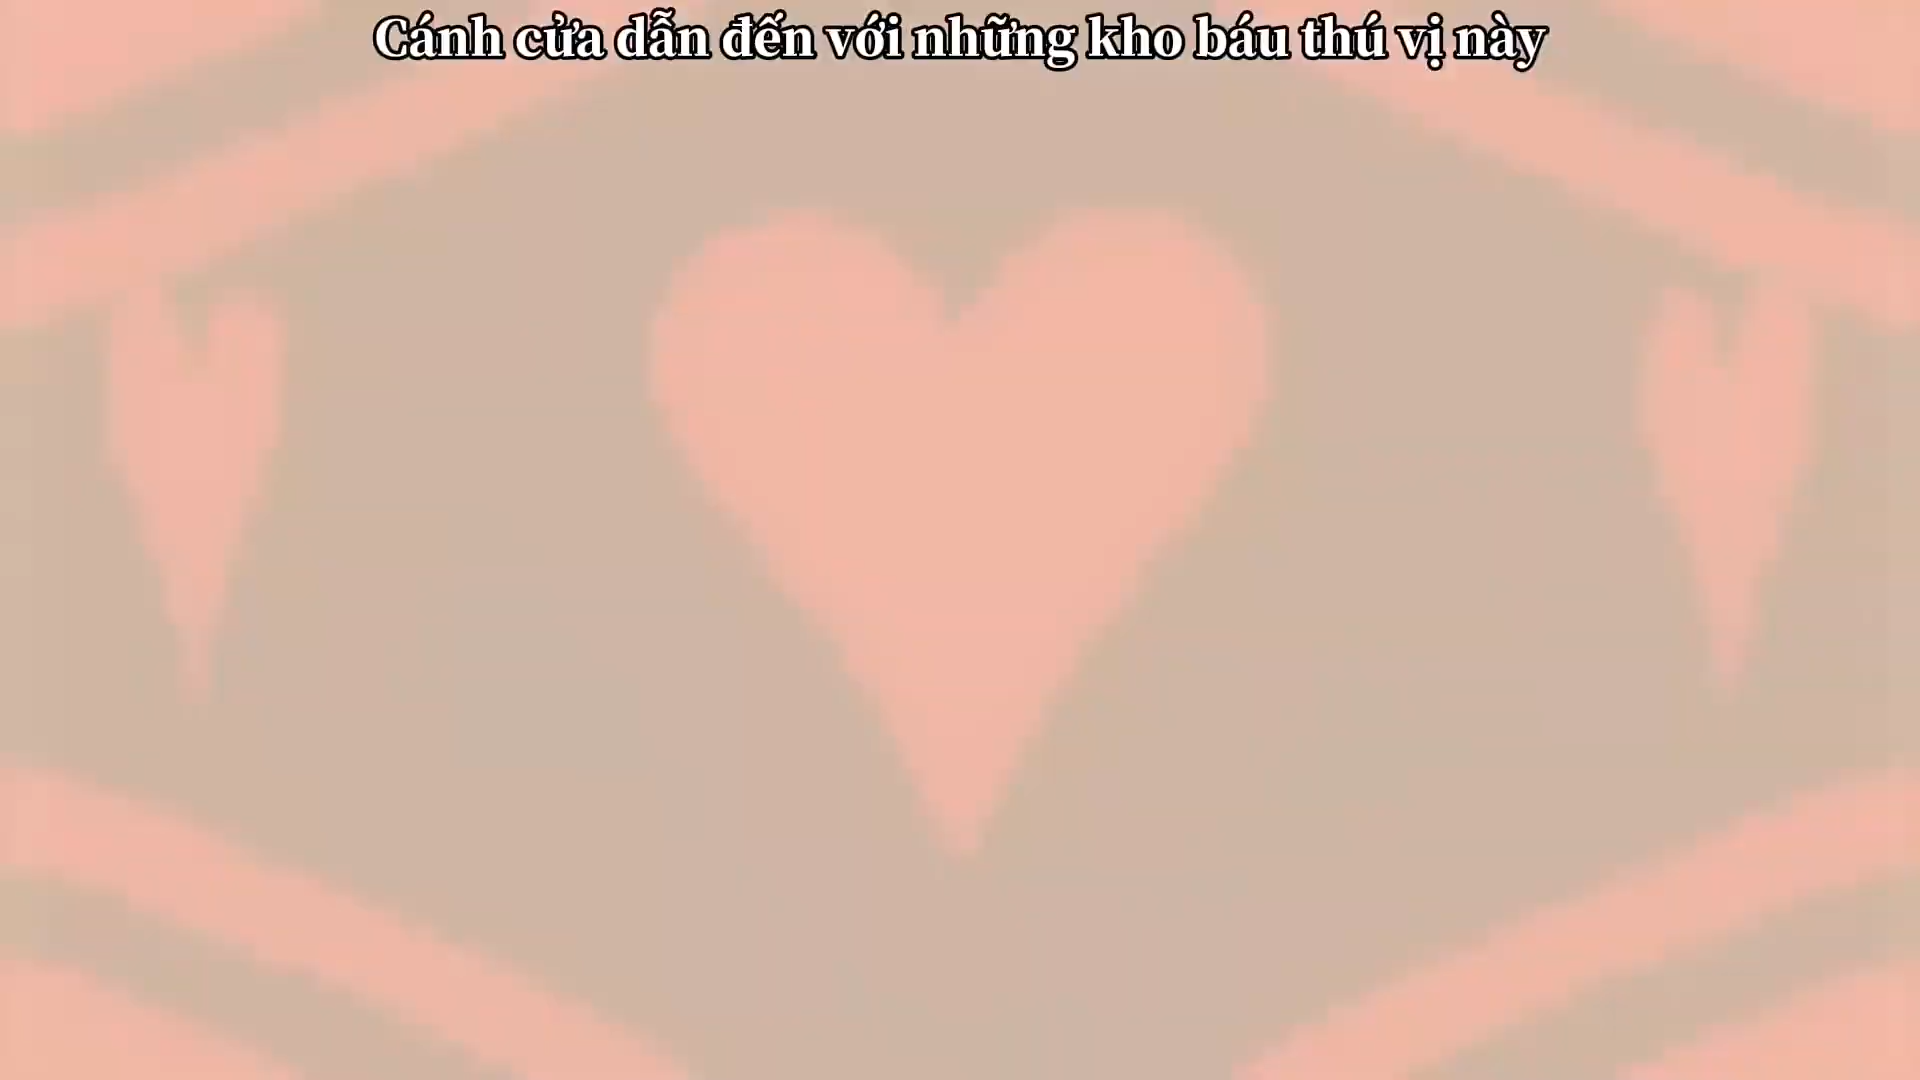 Cánh cửa dẫn đến với những kho báu thú vị này